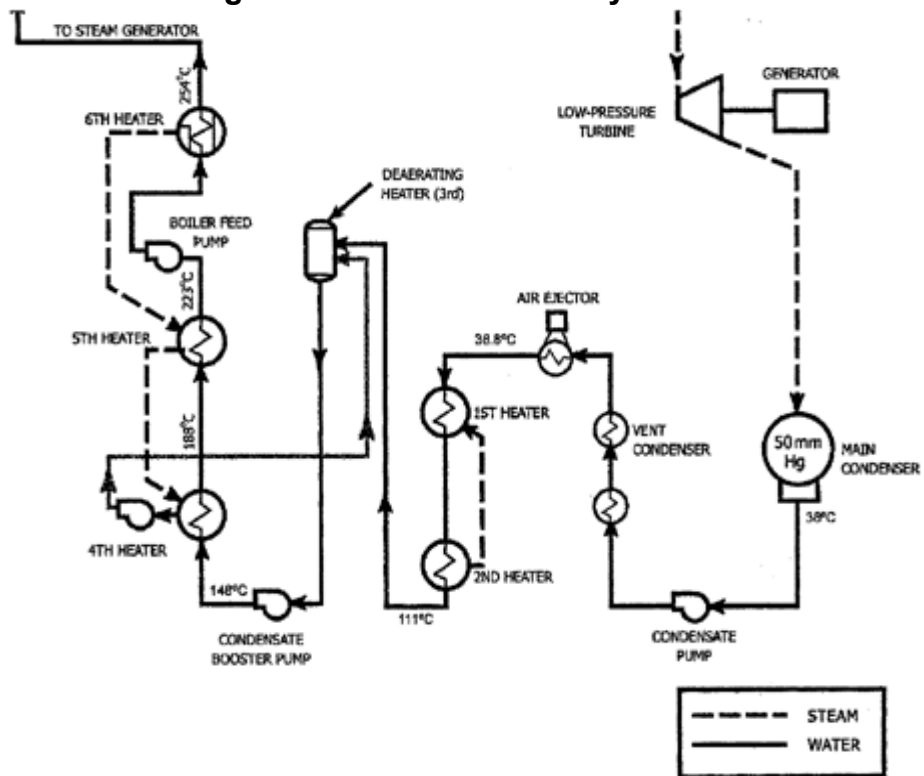 TO STEAM GENERATOR
254°C
6TH HEATER
BOILER FEED
PUMP
223°C
5TH HEATER
188°C
4TH HEATER
148°C
CONDENSATE
BOOSTER PUMP
DEAERATING
HEATER (3rd)
111°C
AIR EJECTOR
38.8°C
1ST HEATER
2ND HEATER
VENT
CONDENSER
LOW-PRESSURE
TURBINE
GENERATOR
50 mm
Hg
MAIN
CONDENSER
38°C
CONDENSATE
PUMP
STEAM
WATER